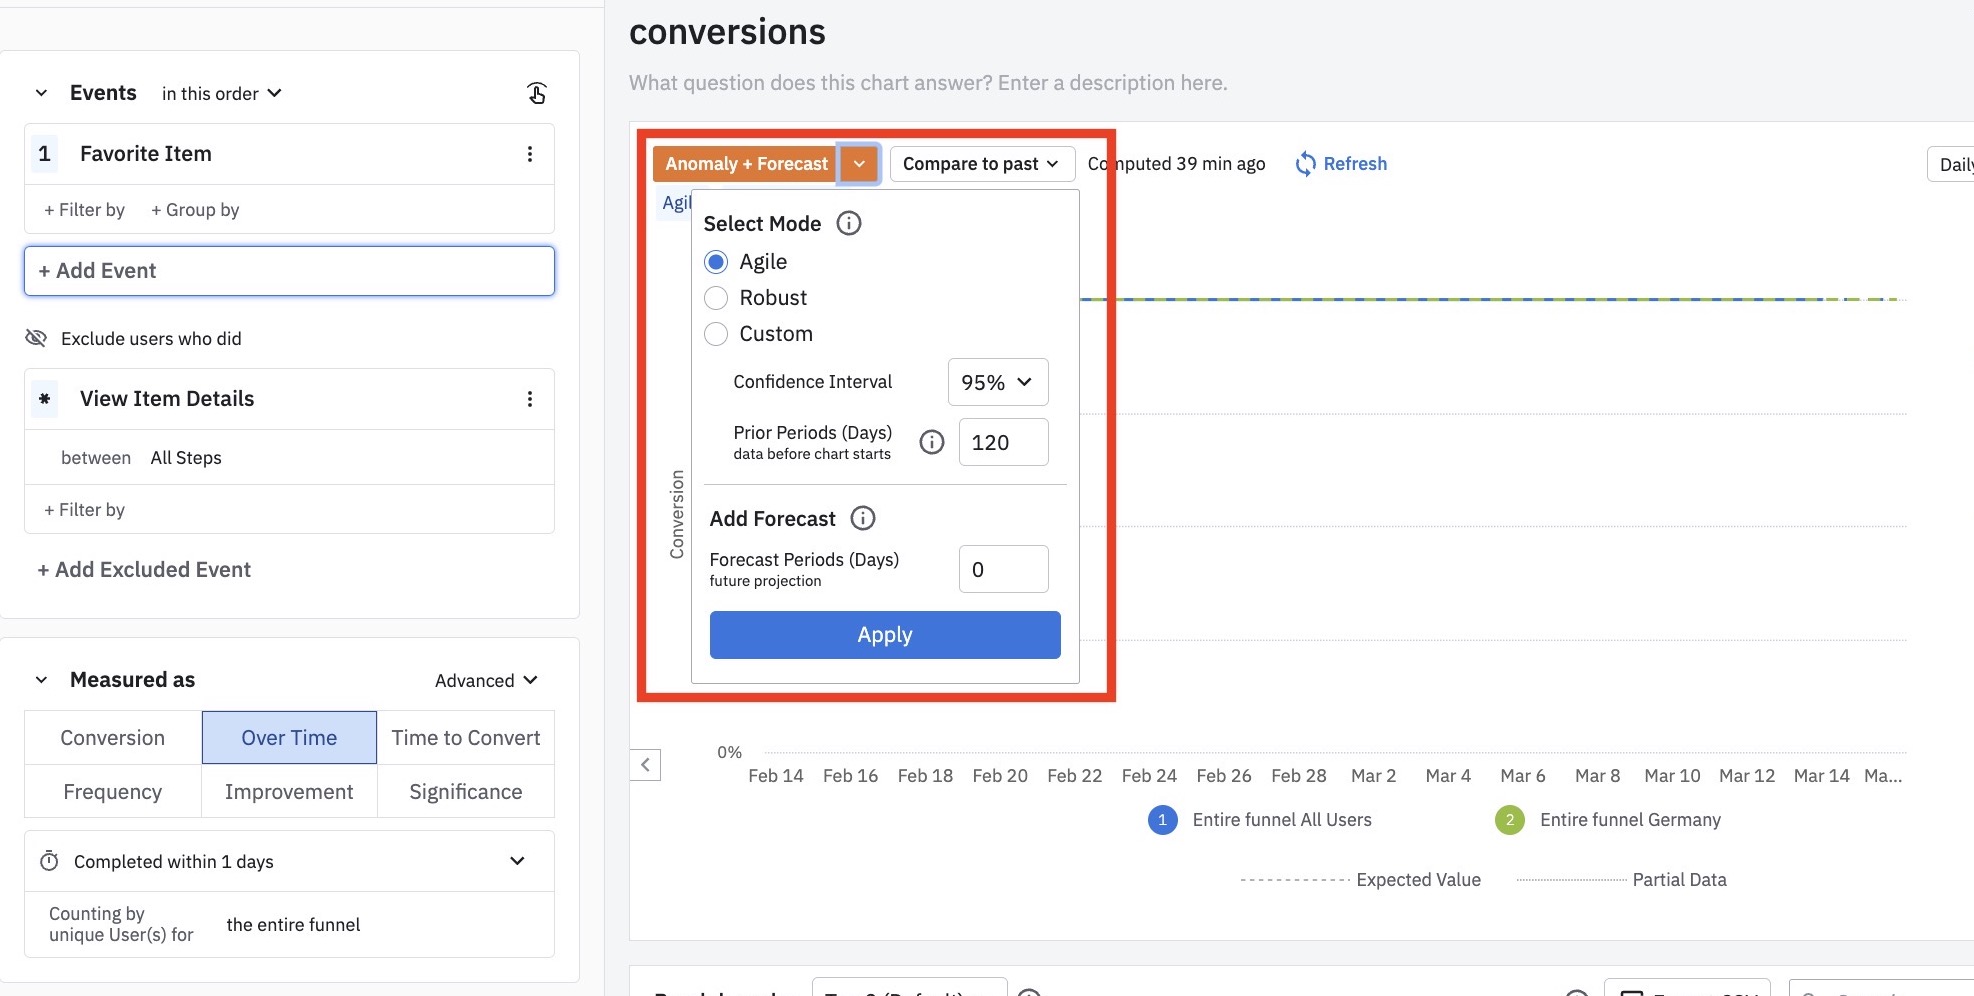 Events in this order
1 Favorite Item
+ Filter by + Group by
+ Add Event
Exclude users who did
* View Item Details
between All Steps
+ Filter by
+ Add Excluded Event
Measured as Advanced
Conversion Over Time Time to Convert
Frequency Improvement Significance
Completed within 1 days
Counting by
unique User(s) for the entire funnel
conversions
What question does this chart answer? Enter a description here.
Anomaly + Forecast Compare to past Computed 39 min ago Refresh Daily
Agil
Select Mode
Agile
Robust
Custom
Confidence Interval 95%
Prior Periods (Days) 120
data before chart starts
Add Forecast
Forecast Periods (Days) 0
future projection
Apply
Conversion
0%
Feb 14 Feb 16 Feb 18 Feb 20 Feb 22 Feb 24 Feb 26 Feb 28 Mar 2 Mar 4 Mar 6 Mar 8 Mar 10 Mar 12 Mar 14 Ma...
1 Entire funnel All Users 2 Entire funnel Germany
Expected Value Partial Data